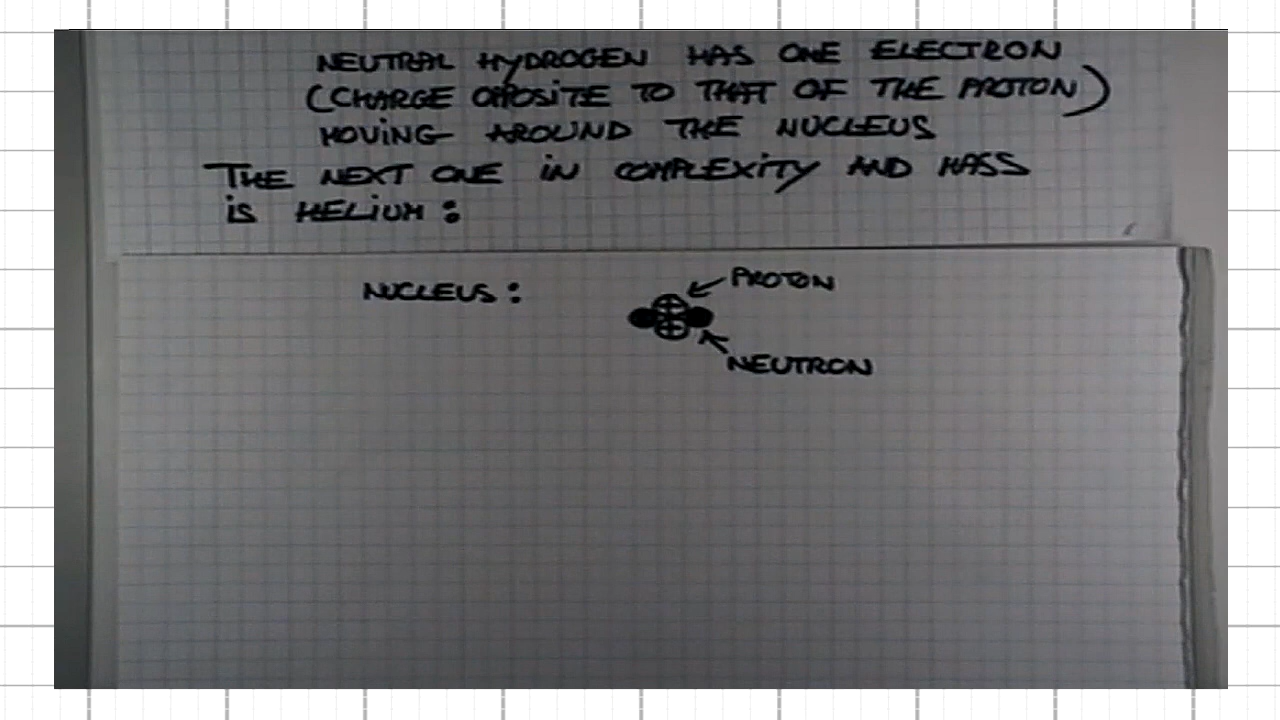 NEUTRAL HYDROGEN HAS ONE ELECTRON
(CHARGE OPPOSITE TO THAT OF THE PROTON)
MOVING AROUND THE NUCLEUS
THE NEXT ONE IN COMPLEXITY AND MASS
IS HELIUM:
NUCLEUS:
PROTON
NEUTRON